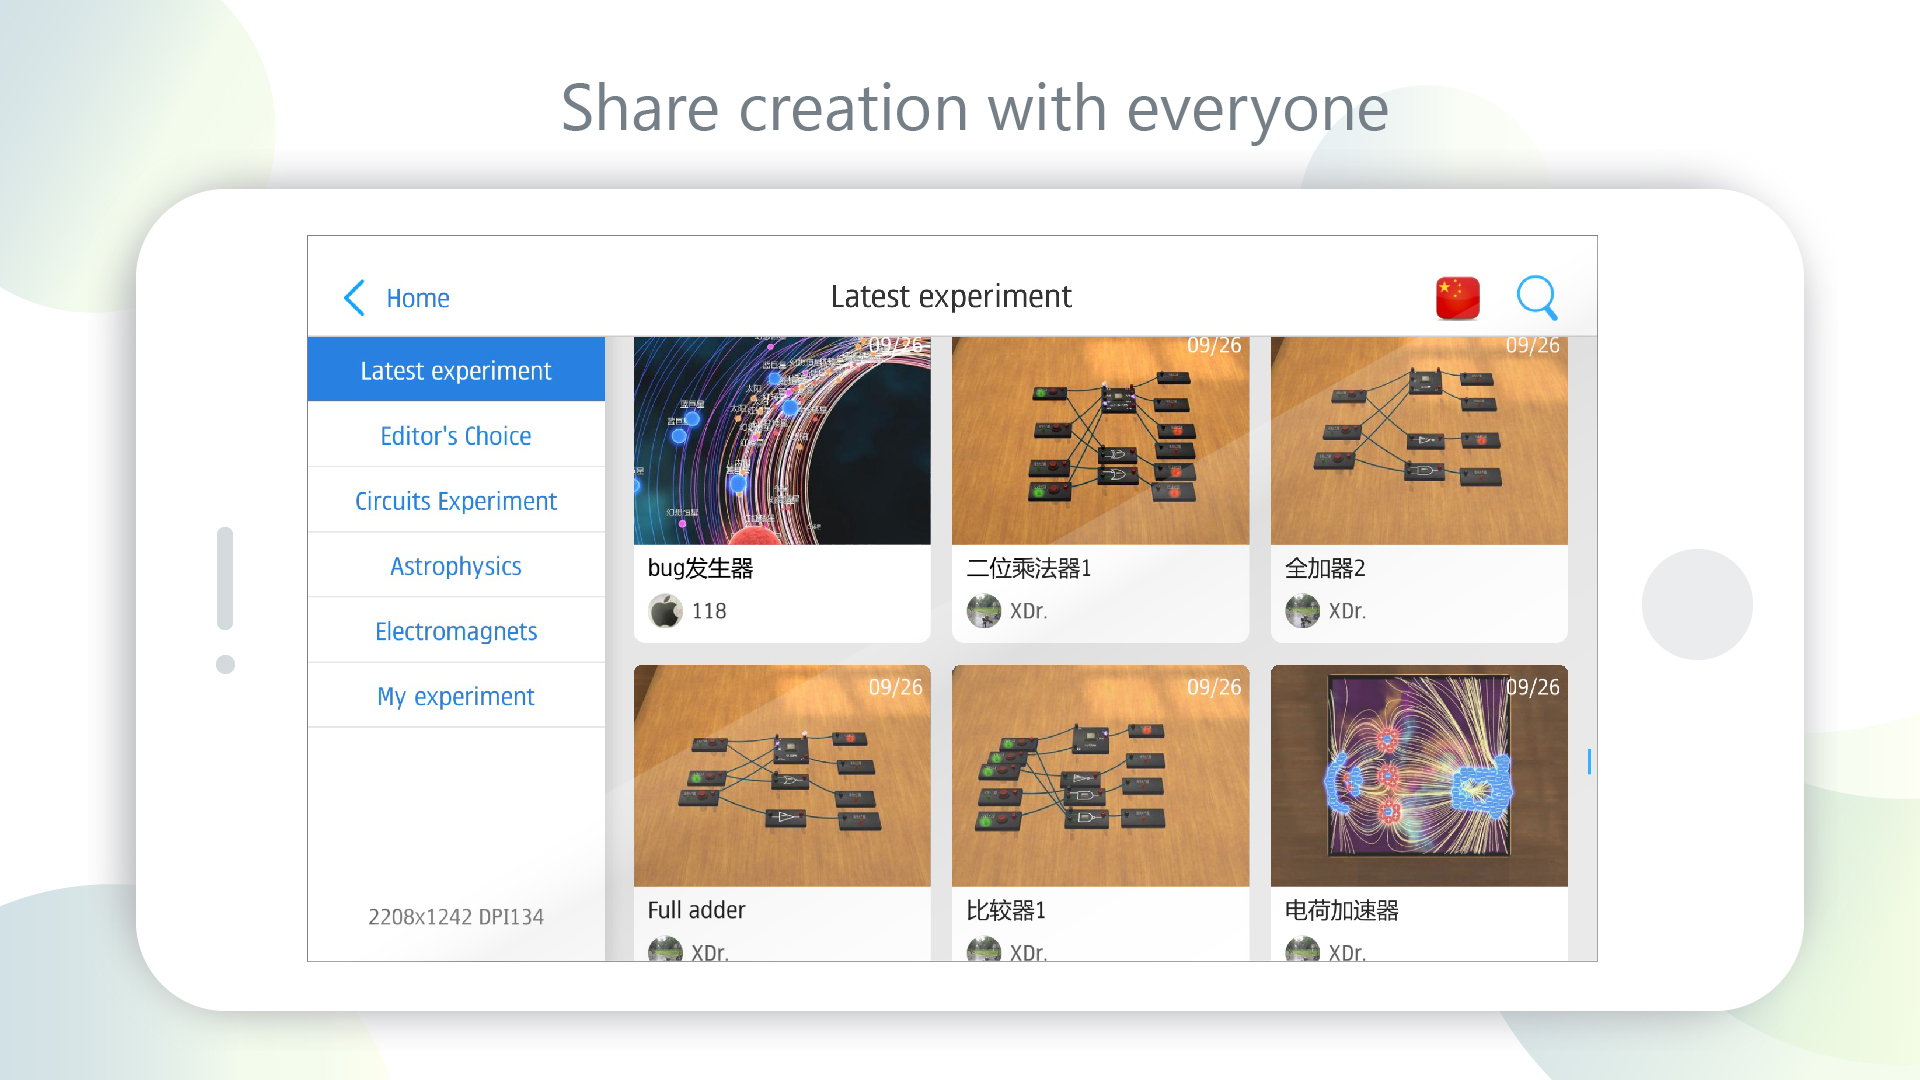 Share creation with everyone
Home
Latest experiment
Latest experiment
Editor's Choice
Circuits Experiment
Astrophysics
Electromagnets
My experiment
2208x1242 DPI134
09/26
蓝巨星
bug发生器
118
09/26
二位乘法器1
XDr.
09/26
全加器2
XDr.
09/26
Full adder
XDr.
09/26
比较器1
XDr.
09/26
电荷加速器
XDr.